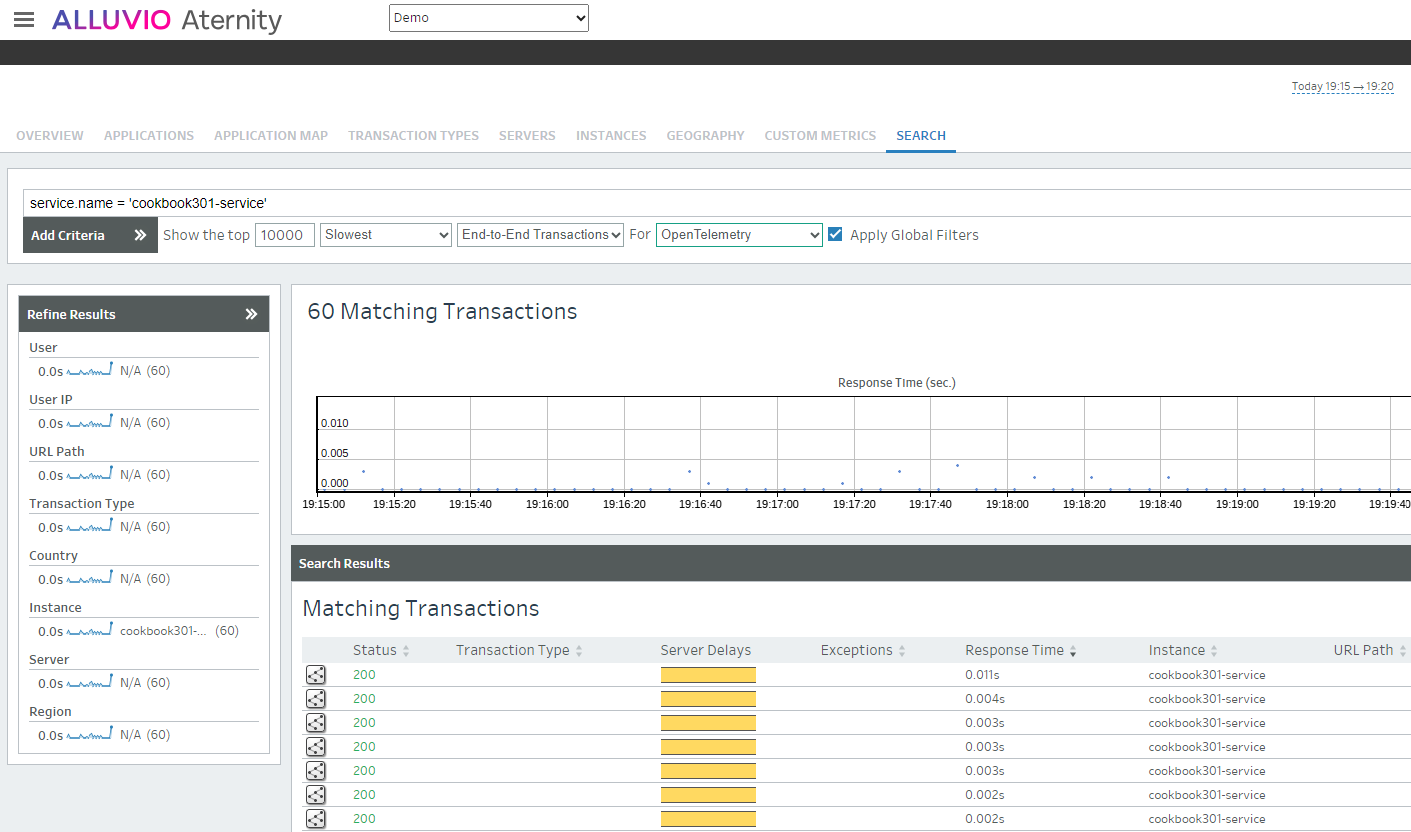 ALLUVIO Aternity Demo
Today 19:15 → 19:20
OVERVIEW APPLICATIONS APPLICATION MAP TRANSACTION TYPES SERVERS INSTANCES GEOGRAPHY CUSTOM METRICS SEARCH
service.name = 'cookbook301-service'
Add Criteria Show the top 10000 Slowest End-to-End Transactions For OpenTelemetry Apply Global Filters
Refine Results
User
0.0s N/A (60)
User IP
0.0s N/A (60)
URL Path
0.0s N/A (60)
Transaction Type
0.0s N/A (60)
Country
0.0s N/A (60)
Instance
0.0s cookbook301-... (60)
Server
0.0s N/A (60)
Region
0.0s N/A (60)
60 Matching Transactions
Response Time (sec.)
0.010
0.005
0.000
19:15:00 19:15:20 19:15:40 19:16:00 19:16:20 19:16:40 19:17:00 19:17:20 19:17:40 19:18:00 19:18:20 19:18:40 19:19:00 19:19:20 19:19:40
Search Results
Matching Transactions
Status Transaction Type Server Delays Exceptions Response Time Instance URL Path
200 0.011s cookbook301-service
200 0.004s cookbook301-service
200 0.003s cookbook301-service
200 0.003s cookbook301-service
200 0.003s cookbook301-service
200 0.002s cookbook301-service
200 0.002s cookbook301-service